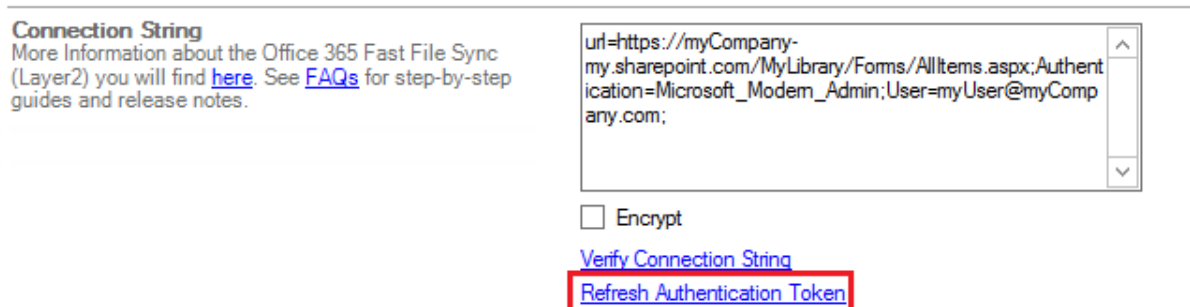 Connection String
More Information about the Office 365 Fast File Sync
(Layer2) you will find here. See FAQs for step-by-step
guides and release notes.
url=https://myCompany-
my.sharepoint.com/MyLibrary/Forms/AllItems.aspx;Authent
ication=Microsoft_Modern_Admin;User=myUser@myComp
any.com;
Encrypt
Verify Connection String
Refresh Authentication Token